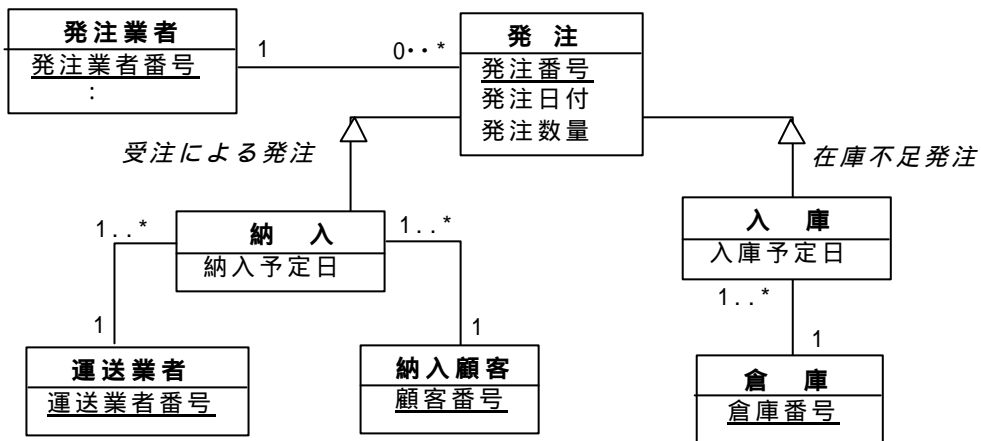 発注業者
発注業者番号
:
1
0・・*
発 注
発注番号
発注日付
発注数量
受注による発注
在庫不足発注
1..*
納 入
納入予定日
1..*
入 庫
入庫予定日
1..*
1
1
1
運送業者
運送業者番号
納入顧客
顧客番号
倉 庫
倉庫番号